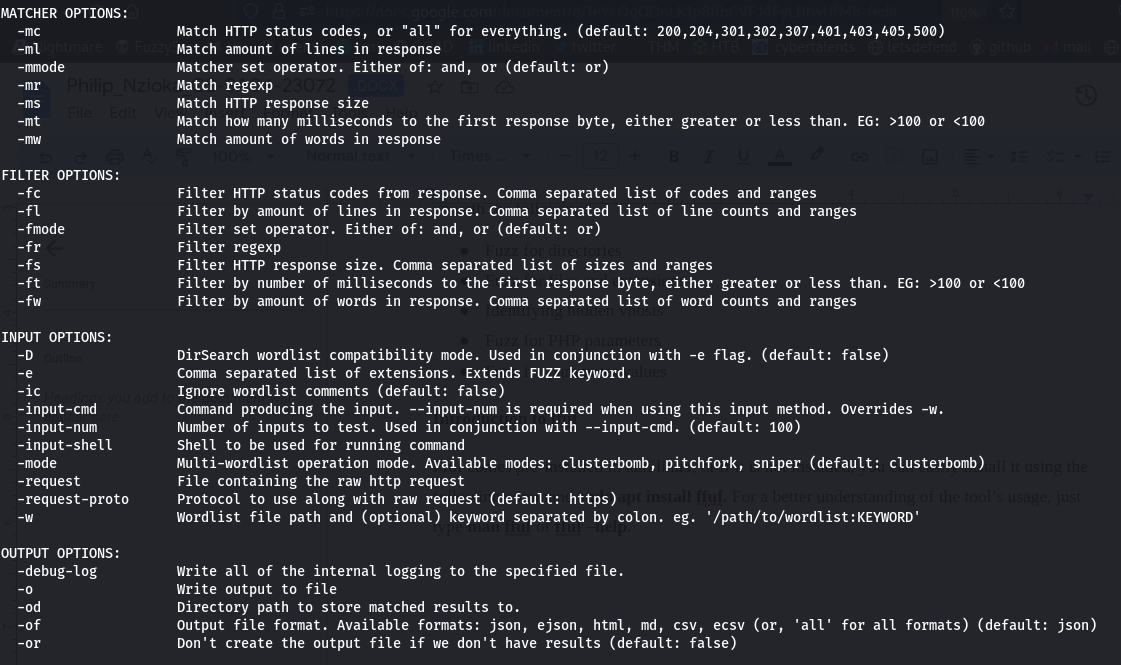 MATCHER OPTIONS:
-mc Match HTTP status codes, or "all" for everything. (default: 200,204,301,302,307,401,403,405,500)
-ml Match amount of lines in response
-mmode Matcher set operator. Either of: and, or (default: or)
-mr Match regexp
-ms Match HTTP response size
-mt Match how many milliseconds to the first response byte, either greater or less than. EG: >100 or <100
-mw Match amount of words in response
FILTER OPTIONS:
-fc Filter HTTP status codes from response. Comma separated list of codes and ranges
-fl Filter by amount of lines in response. Comma separated list of line counts and ranges
-fmode Filter set operator. Either of: and, or (default: or)
-fr Filter regexp
-fs Filter HTTP response size. Comma separated list of sizes and ranges
-ft Filter by number of milliseconds to the first response byte, either greater or less than. EG: >100 or <100
-fw Filter by amount of words in response. Comma separated list of word counts and ranges
INPUT OPTIONS:
-D DirSearch wordlist compatibility mode. Used in conjunction with -e flag. (default: false)
-e Comma separated list of extensions. Extends FUZZ keyword.
-ic Ignore wordlist comments (default: false)
-input-cmd Command producing the input. --input-num is required when using this input method. Overrides -w.
-input-num Number of inputs to test. Used in conjunction with --input-cmd. (default: 100)
-input-shell Shell to be used for running command
-mode Multi-wordlist operation mode. Available modes: clusterbomb, pitchfork, sniper (default: clusterbomb)
-request File containing the raw http request
-request-proto Protocol to use along with raw request (default: https)
-w Wordlist file path and (optional) keyword separated by colon. eg. '/path/to/wordlist:KEYWORD'
OUTPUT OPTIONS:
-debug-log Write all of the internal logging to the specified file.
-o Write output to file
-od Directory path to store matched results to.
-of Output file format. Available formats: json, ejson, html, md, csv, ecsv (or, 'all' for all formats) (default: json)
-or Don't create the output file if we don't have results (default: false)